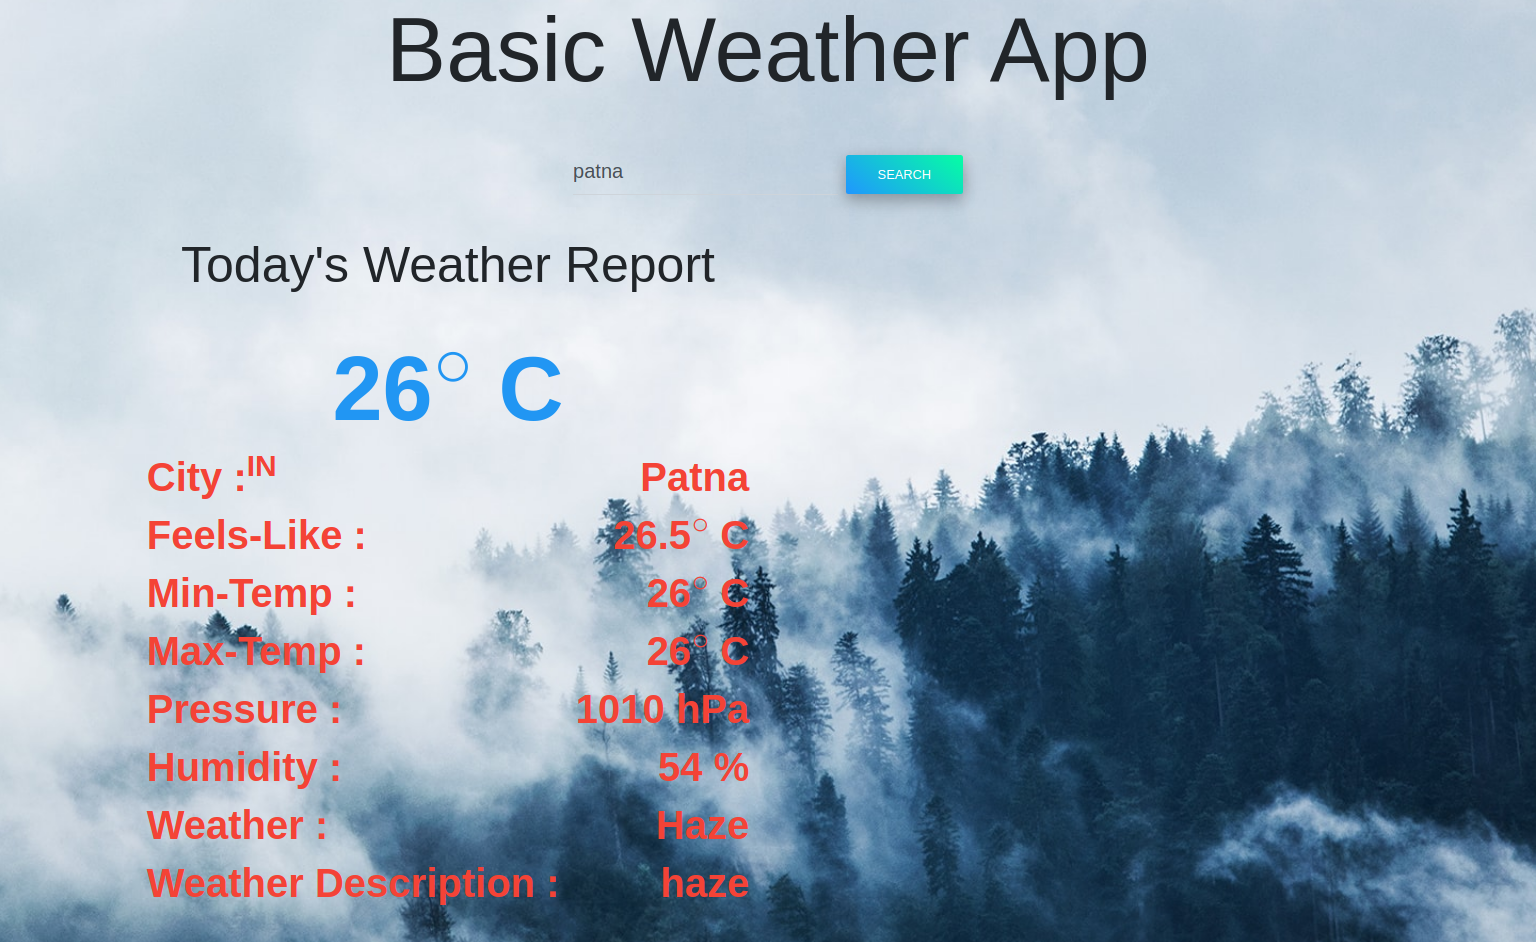 Basic Weather App
patna
SEARCH
Today's Weather Report
26° C
City :IN Patna
Feels-Like : 26.5° C
Min-Temp : 26° C
Max-Temp : 26° C
Pressure : 1010 hPa
Humidity : 54 %
Weather : Haze
Weather Description : haze